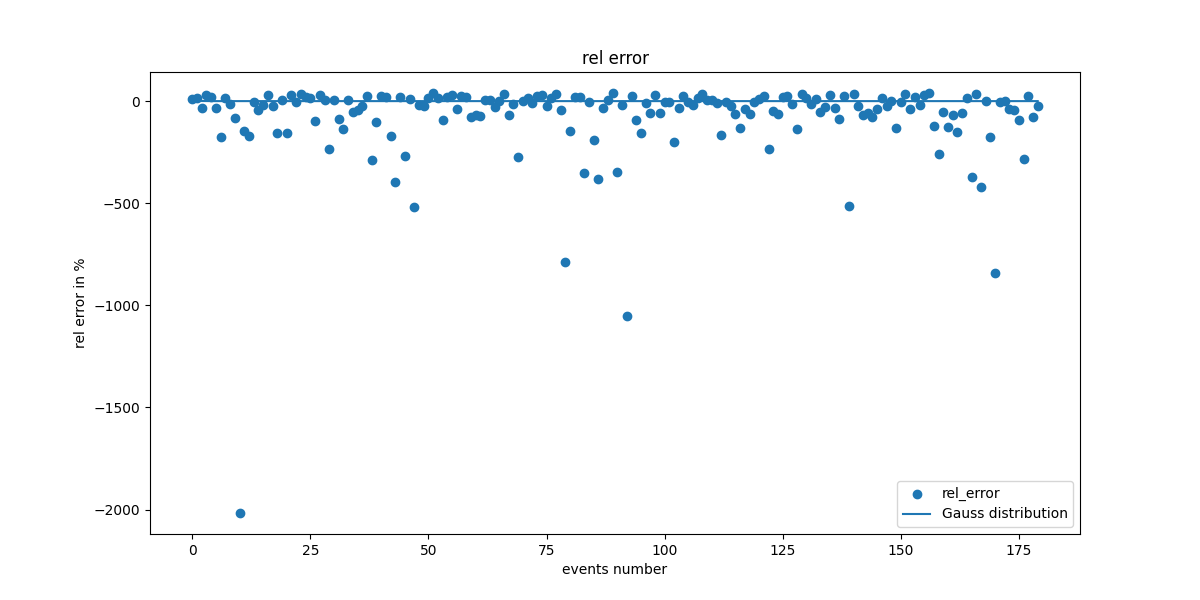 rel error
rel error in %
0
−500
−1000
−1500
−2000
0 25 50 75 100 125 150 175
events number
rel_error
Gauss distribution